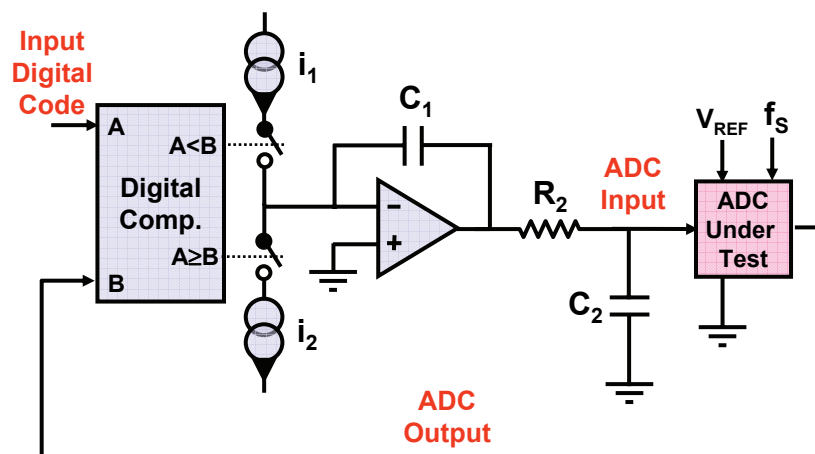 Input
Digital
Code
A
A<B
Digital
Comp.
A≥B
B
i1
i2
C1
−
+
R2
C2
ADC
Input
VREF
fS
ADC
Under
Test
ADC
Output